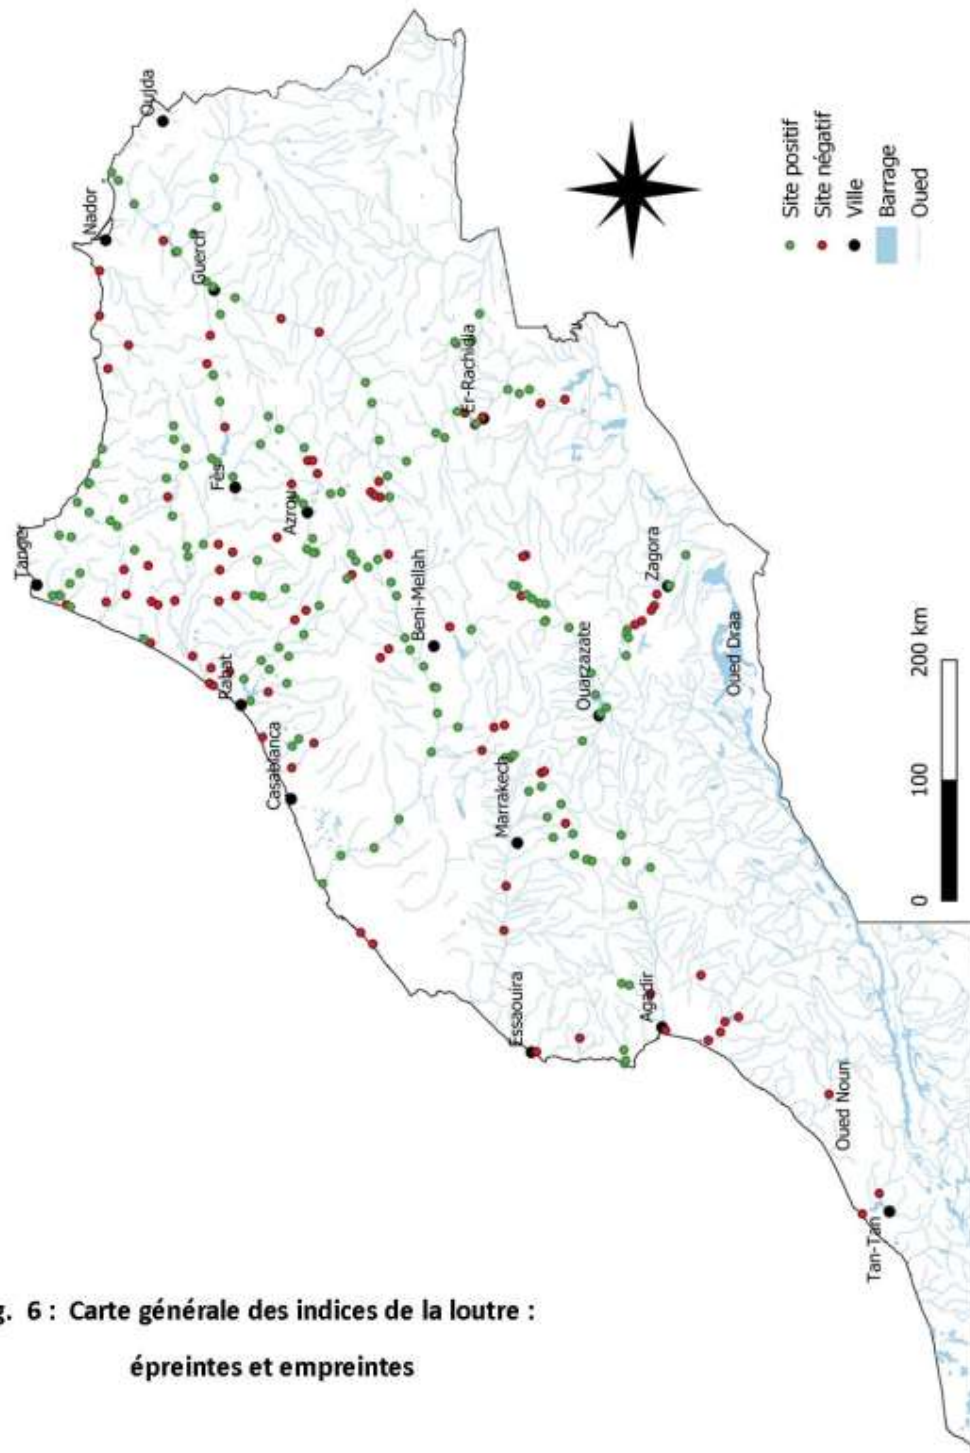 Oujda
Nador
Guercif
Er-Rachidia
Fès
Azrou
Tanger
Beni-Mellah
Zagora
Rabat
Ouarzazate
Oued Draa
Casablanca
Marrakech
Essaouira
Agadir
Oued Noun
Tan-Tan
Site positif
Site négatif
Ville
Barrage
Oued
0 100 200 km
g. 6 : Carte générale des indices de la loutre :
épreintes et empreintes